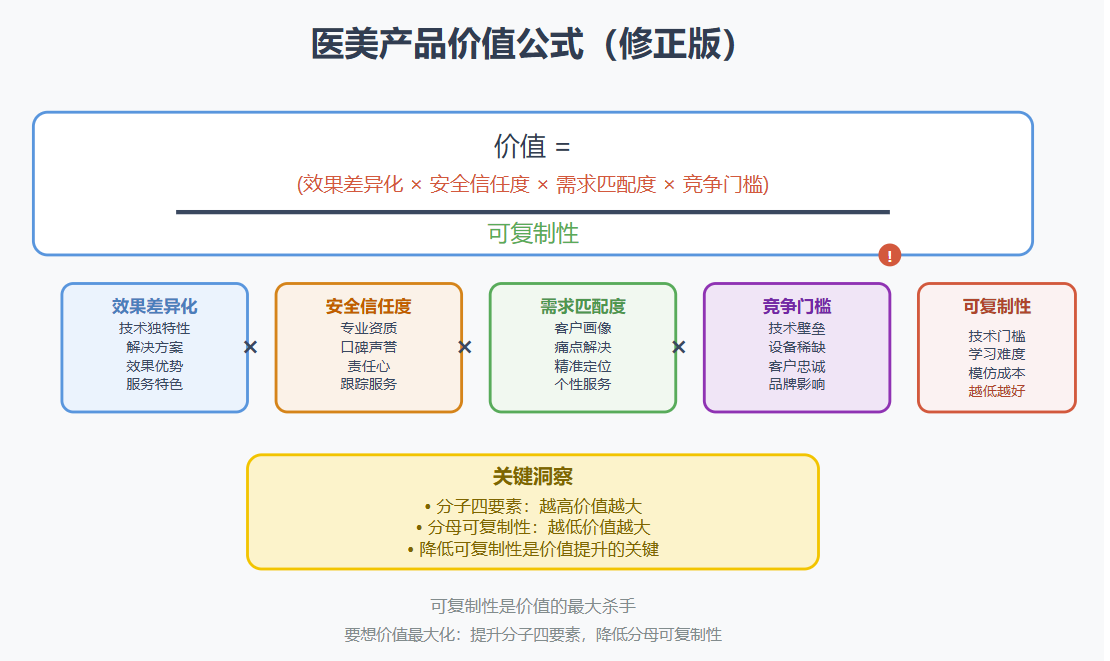 医美产品价值公式（修正版）
价值 =
(效果差异化 × 安全信任度 × 需求匹配度 × 竞争门槛)
可复制性
!
效果差异化
技术独特性
解决方案
效果优势
服务特色
×
安全信任度
专业资质
口碑声誉
责任心
跟踪服务
×
需求匹配度
客户画像
痛点解决
精准定位
个性服务
×
竞争门槛
技术壁垒
设备稀缺
客户忠诚
品牌影响
可复制性
技术门槛
学习难度
模仿成本
越低越好
关键洞察
• 分子四要素：越高价值越大
• 分母可复制性：越低价值越大
• 降低可复制性是价值提升的关键
可复制性是价值的最大杀手
要想价值最大化：提升分子四要素，降低分母可复制性